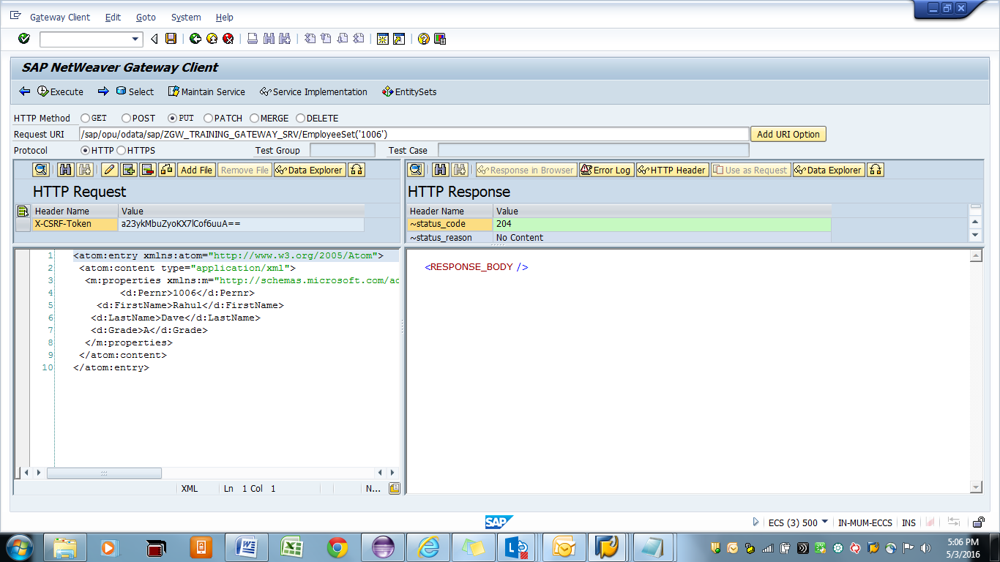 Gateway Client Edit Goto System Help
SAP NetWeaver Gateway Client
Execute Select Maintain Service Service Implementation EntitySets
HTTP Method GET POST PUT PATCH MERGE DELETE
Request URI /sap/opu/odata/sap/ZGW_TRAINING_GATEWAY_SRV/EmployeeSet('1006') Add URI Option
Protocol HTTP HTTPS Test Group Test Case
Add File Remove File Data Explorer
HTTP Request
Header Name Value
X-CSRF-Token a23ykMbuZyoKX7lCof6uuA==
1 <atom:entry xmlns:atom="http://www.w3.org/2005/Atom">
2 <atom:content type="application/xml">
3 <m:properties xmlns:m="http://schemas.microsoft.com/ad
4 <d:Pernr>1006</d:Pernr>
5 <d:FirstName>Rahul</d:FirstName>
6 <d:LastName>Dave</d:LastName>
7 <d:Grade>A</d:Grade>
8 </m:properties>
9 </atom:content>
10 </atom:entry>
XML Ln 1 Col 1 N...
Response in Browser Error Log HTTP Header Use as Request Data Explorer
HTTP Response
Header Name Value
~status_code 204
~status_reason No Content
<RESPONSE_BODY />
SAP
ECS (3) 500 IN-MUM-ECCS INS
5:06 PM
5/3/2016